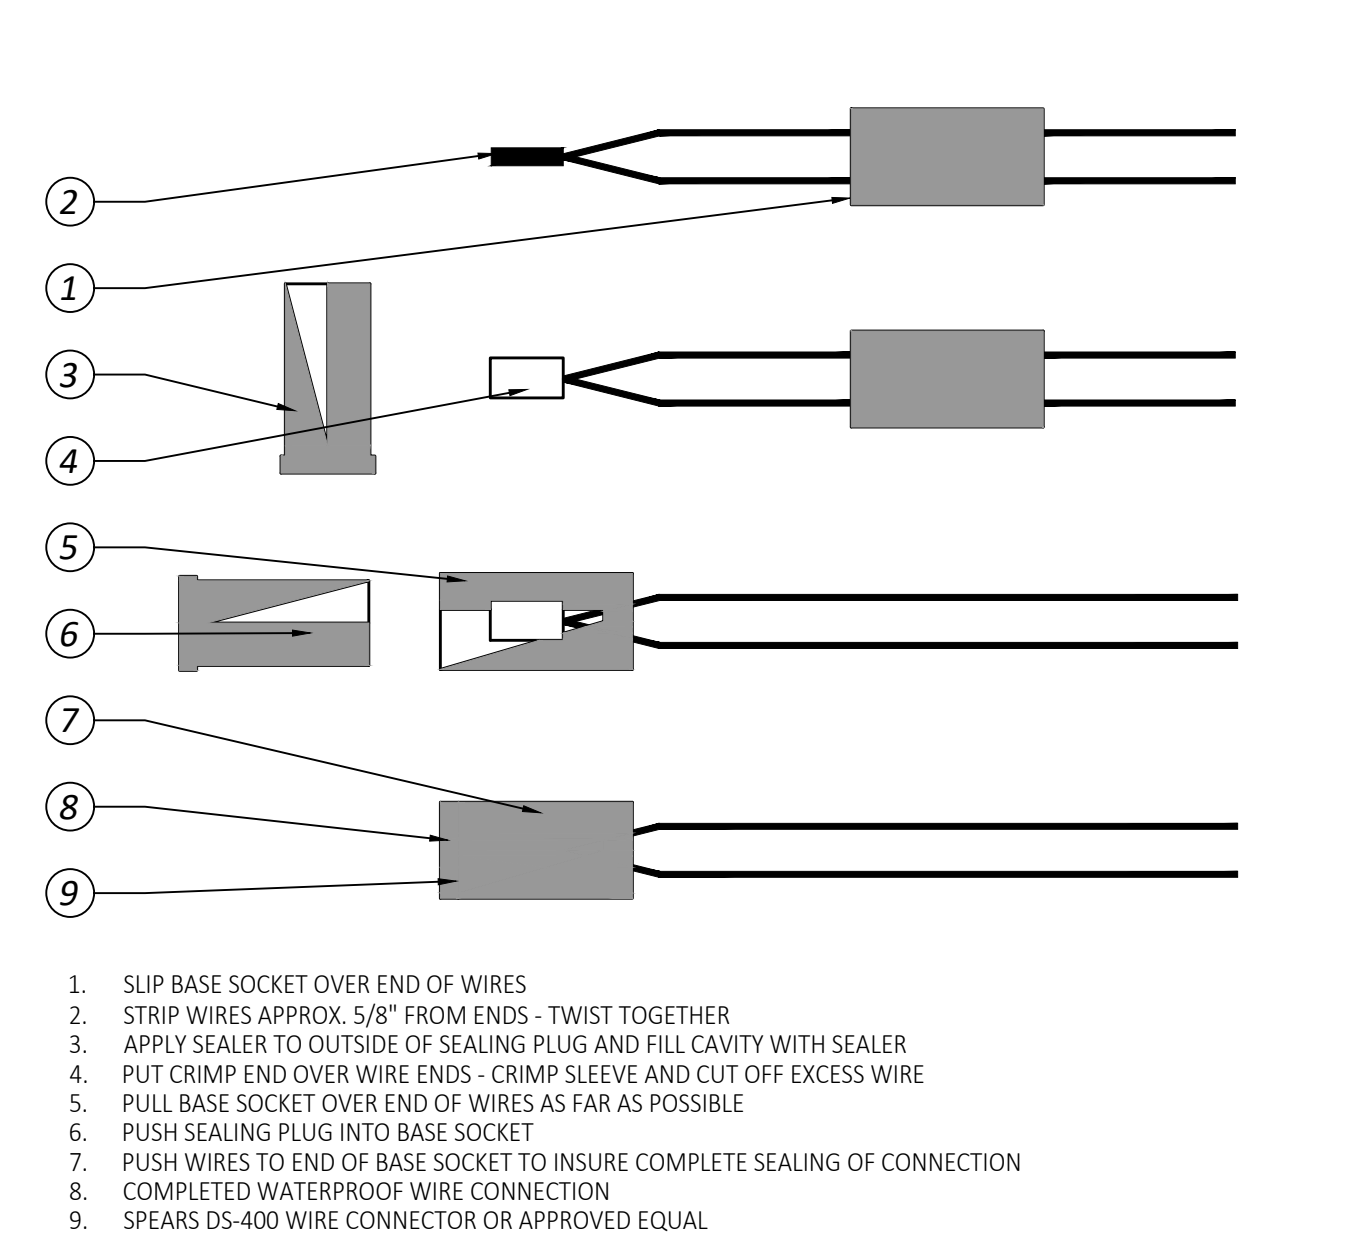 2
1
3
4
5
6
7
8
9
1. SLIP BASE SOCKET OVER END OF WIRES
2. STRIP WIRES APPROX. 5/8" FROM ENDS - TWIST TOGETHER
3. APPLY SEALER TO OUTSIDE OF SEALING PLUG AND FILL CAVITY WITH SEALER
4. PUT CRIMP END OVER WIRE ENDS - CRIMP SLEEVE AND CUT OFF EXCESS WIRE
5. PULL BASE SOCKET OVER END OF WIRES AS FAR AS POSSIBLE
6. PUSH SEALING PLUG INTO BASE SOCKET
7. PUSH WIRES TO END OF BASE SOCKET TO INSURE COMPLETE SEALING OF CONNECTION
8. COMPLETED WATERPROOF WIRE CONNECTION
9. SPEARS DS-400 WIRE CONNECTOR OR APPROVED EQUAL